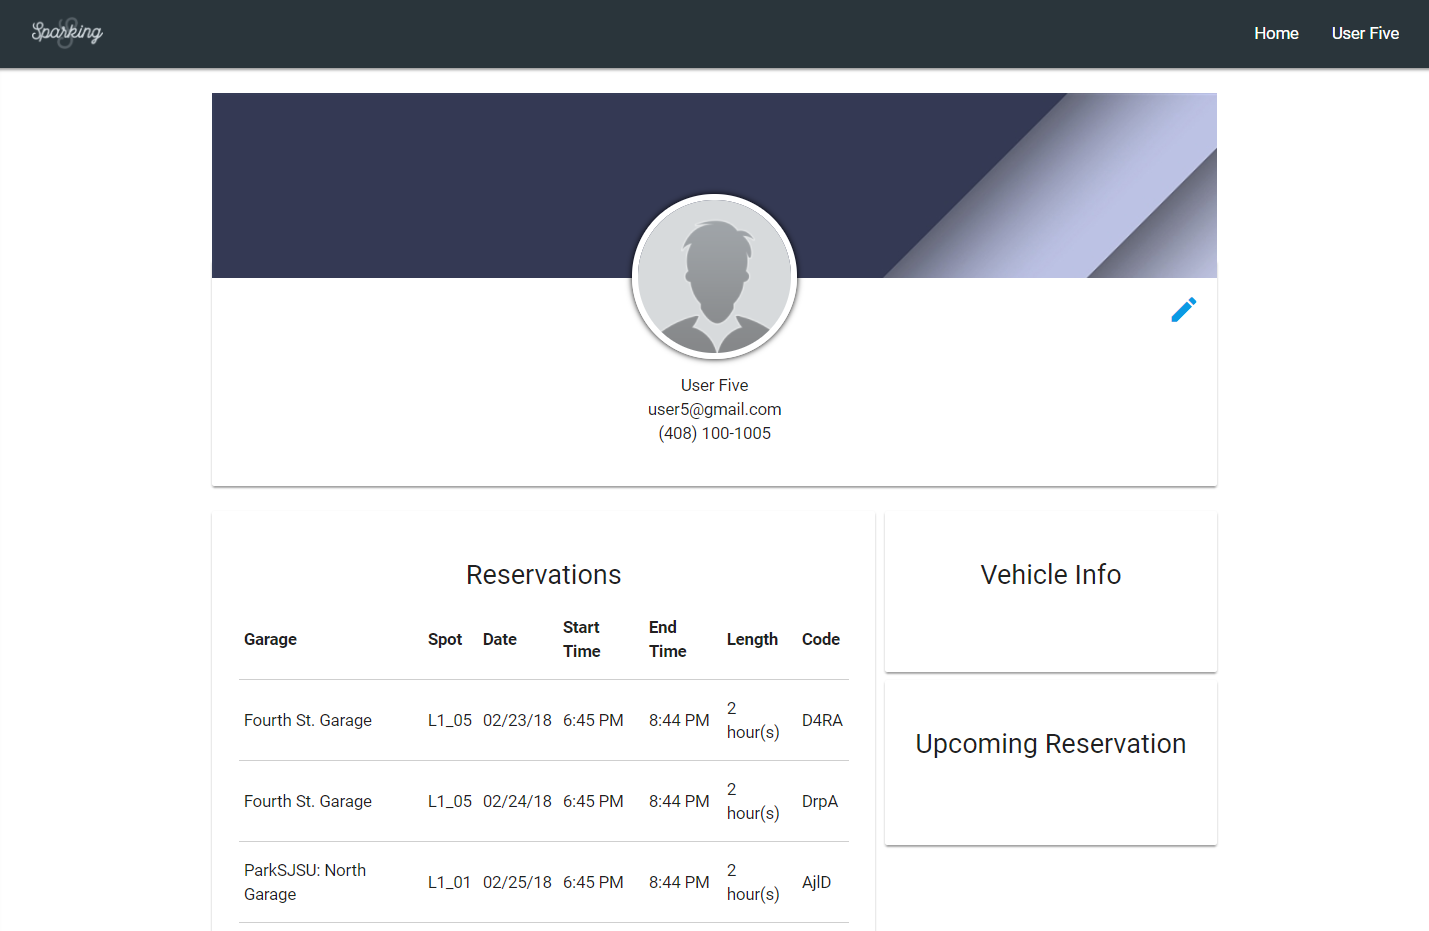 Sparking
Home
User Five
User Five
user5@gmail.com
(408) 100-1005
Reservations
Garage Spot Date Start Time End Time Length Code
Fourth St. Garage L1_05 02/23/18 6:45 PM 8:44 PM 2 hour(s) D4RA
Fourth St. Garage L1_05 02/24/18 6:45 PM 8:44 PM 2 hour(s) DrpA
ParkSJSU: North Garage L1_01 02/25/18 6:45 PM 8:44 PM 2 hour(s) AjlD
Vehicle Info
Upcoming Reservation